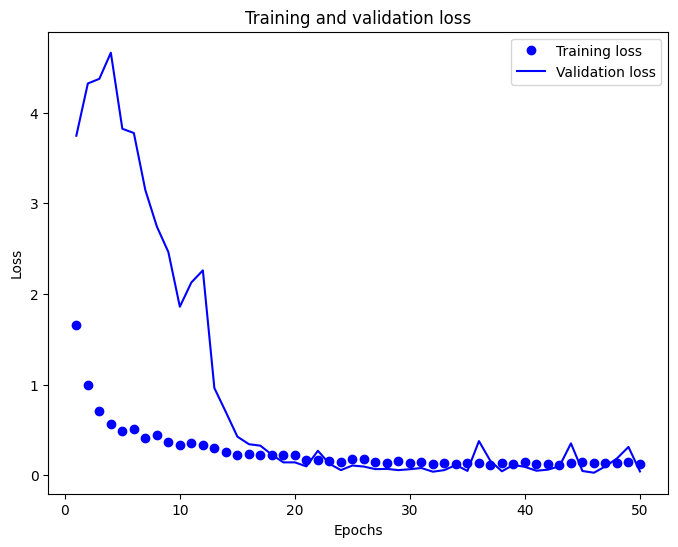 Training and validation loss
Training loss
Validation loss
4
3
2
1
0
Loss
0
10
20
30
40
50
Epochs